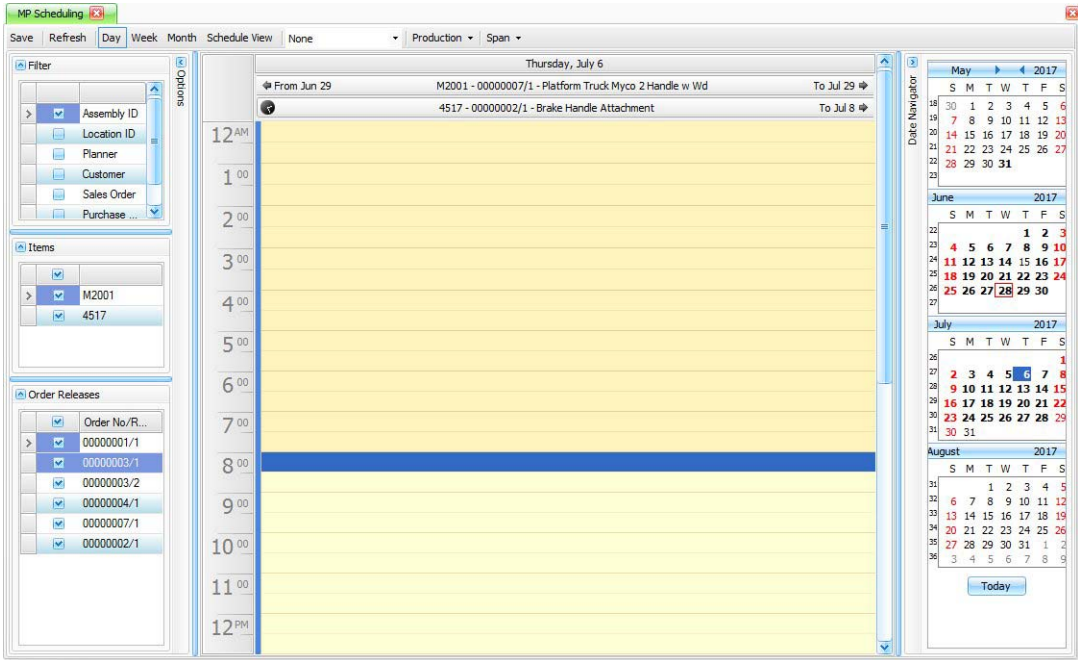 MP Scheduling
Save Refresh Day Week Month Schedule View None Production Span
Filter
Assembly ID
Location ID
Planner
Customer
Sales Order
Purchase ...
Items
M2001
4517
Order Releases
Order No/R...
00000001/1
00000003/1
00000003/2
00000004/1
00000007/1
00000002/1
Options
Thursday, July 6
From Jun 29 M2001 - 00000007/1 - Platform Truck Myco 2 Handle w Wd To Jul 29
4517 - 00000002/1 - Brake Handle Attachment To Jul 8
12 AM
1 00
2 00
3 00
4 00
5 00
6 00
7 00
8 00
9 00
10 00
11 00
12 PM
Date Navigator
May 2017
S M T W T F S
18 30 1 2 3 4 5 6
19 7 8 9 10 11 12 13
20 14 15 16 17 18 19 20
21 21 22 23 24 25 26 27
22 28 29 30 31
23
June 2017
S M T W T F S
22 1 2 3
23 4 5 6 7 8 9 10
24 11 12 13 14 15 16 17
25 18 19 20 21 22 23 24
26 25 26 27 28 29 30
27
July 2017
S M T W T F S
26 1
27 2 3 4 5 6 7 8
28 9 10 11 12 13 14 15
29 16 17 18 19 20 21 22
30 23 24 25 26 27 28 29
31 30 31
August 2017
S M T W T F S
31 1 2 3 4 5
32 6 7 8 9 10 11 12
33 13 14 15 16 17 18 19
34 20 21 22 23 24 25 26
35 27 28 29 30 31 1 2
36 3 4 5 6 7 8 9
Today